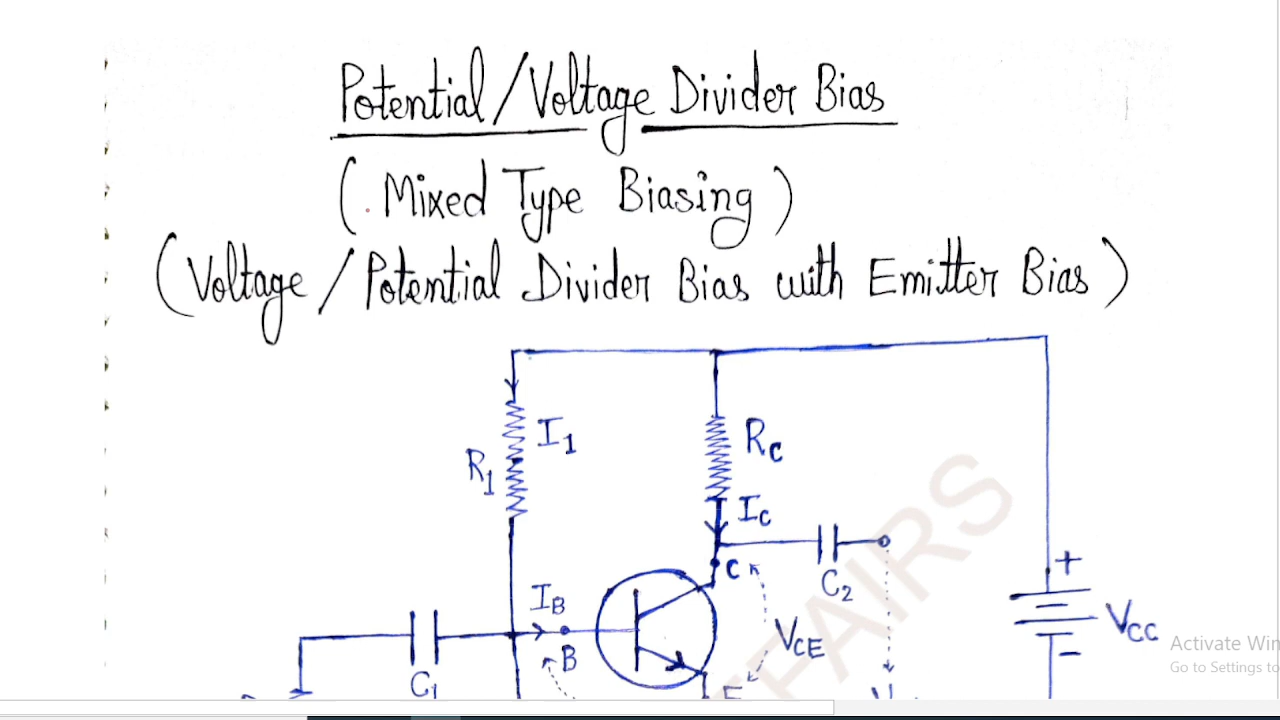 Potential/Voltage Divider Bias
(Mixed Type Biasing)
(Voltage/Potential Divider Bias with Emitter Bias)
I1
R1
RC
IC
C
C2
+
IB
VCE
VCC
B
-
C1
E
FAIRS
Activate Win
Go to Settings to